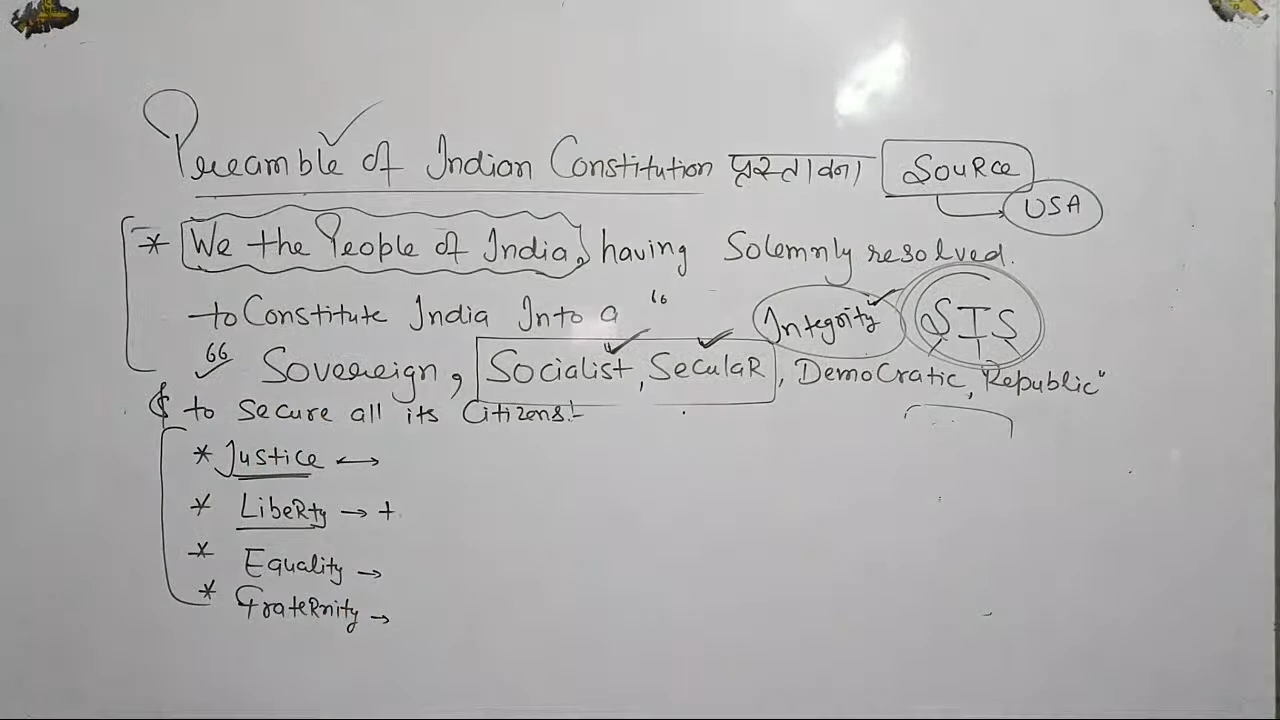 Preamble of Indian Constitution प्रस्तावना Source
USA
* We the People of India, having Solemnly resolved.
to Constitute India Into a "
Integrity SIS
" Sovereign, Socialist, Secular, Democratic, Republic"
& to secure all its Citizens:-
* Justice ↔
* Liberty → +
* Equality →
* Fraternity →